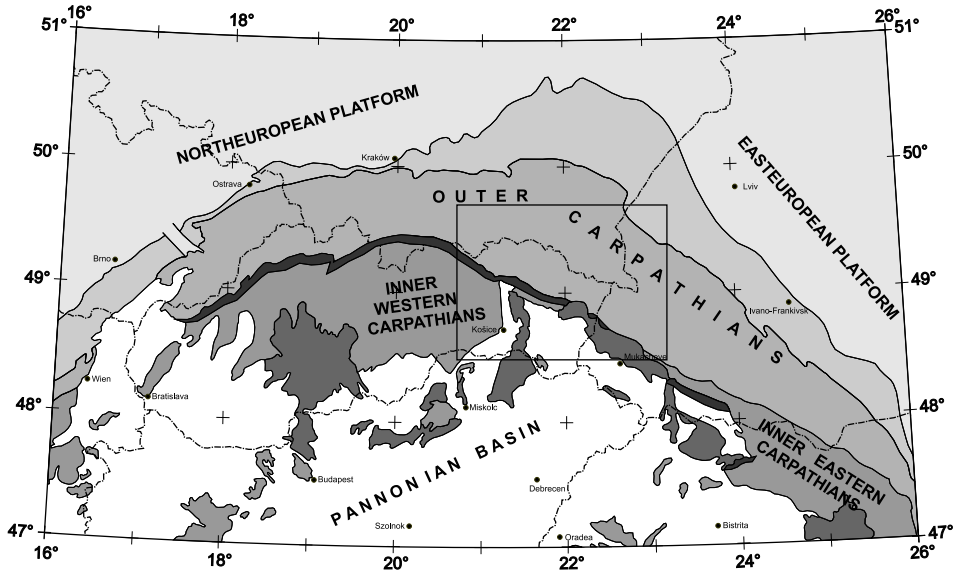 16°
18°
20°
22°
24°
26°
51°
51°
NORTHEUROPEAN PLATFORM
Kraków
50°
50°
EASTEUROPEAN PLATFORM
Lviv
Ostrava
OUTER
CARPATHIANS
Brno
49°
49°
INNER
WESTERN
CARPATHIANS
Ivano-Frankivsk
Košice
Mukacheve
Wien
Bratislava
48°
48°
Miskolc
PANNONIAN BASIN
INNER EASTERN
CARPATHIANS
Budapest
Debrecen
Szolnok
Bistrita
Oradea
47°
47°
16°
18°
20°
22°
24°
26°